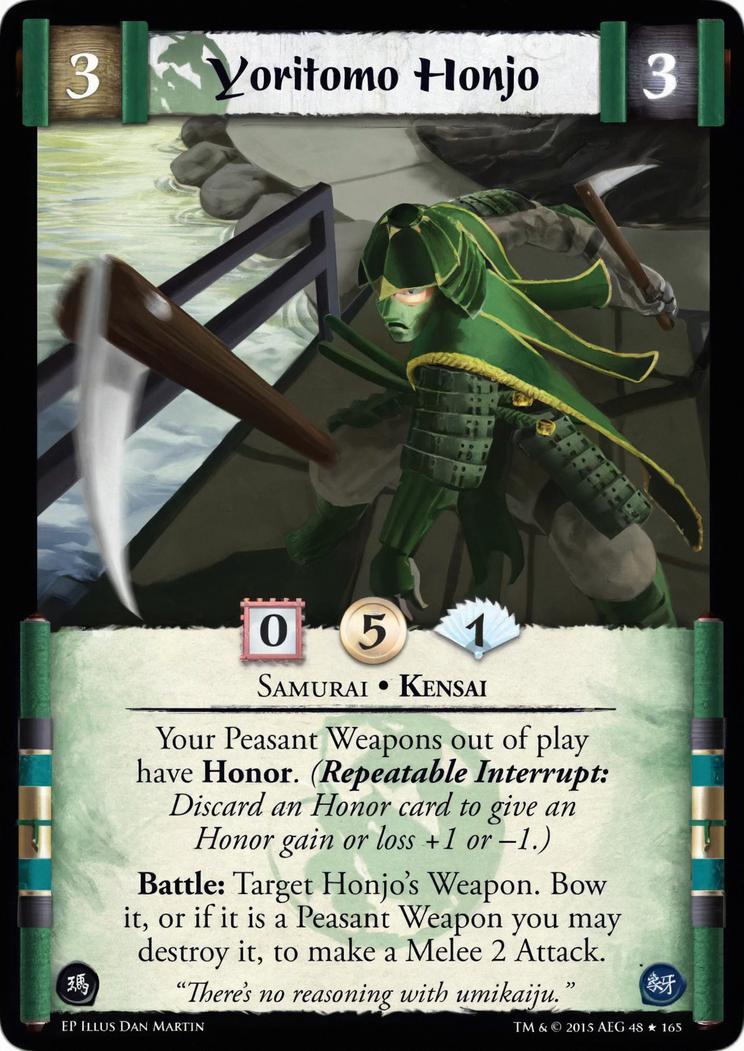 3
Yoritomo Honjo
3
0
5
1
Samurai • Kensai
Your Peasant Weapons out of play
have Honor. (Repeatable Interrupt:
Discard an Honor card to give an
Honor gain or loss +1 or –1.)
Battle: Target Honjo's Weapon. Bow
it, or if it is a Peasant Weapon you may
destroy it, to make a Melee 2 Attack.
"There's no reasoning with umikaiju."
瑪
象牙
EP Illus Dan Martin
TM & © 2015 AEG 48 ★ 165